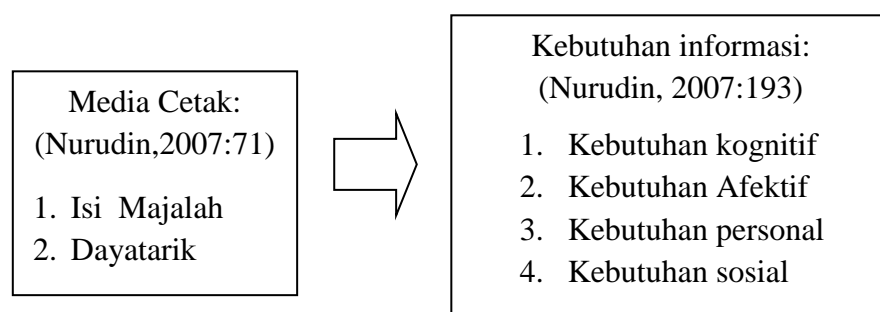 Media Cetak:
(Nurudin,2007:71)
1. Isi Majalah
2. Dayatarik
Kebutuhan informasi:
(Nurudin, 2007:193)
1. Kebutuhan kognitif
2. Kebutuhan Afektif
3. Kebutuhan personal
4. Kebutuhan sosial